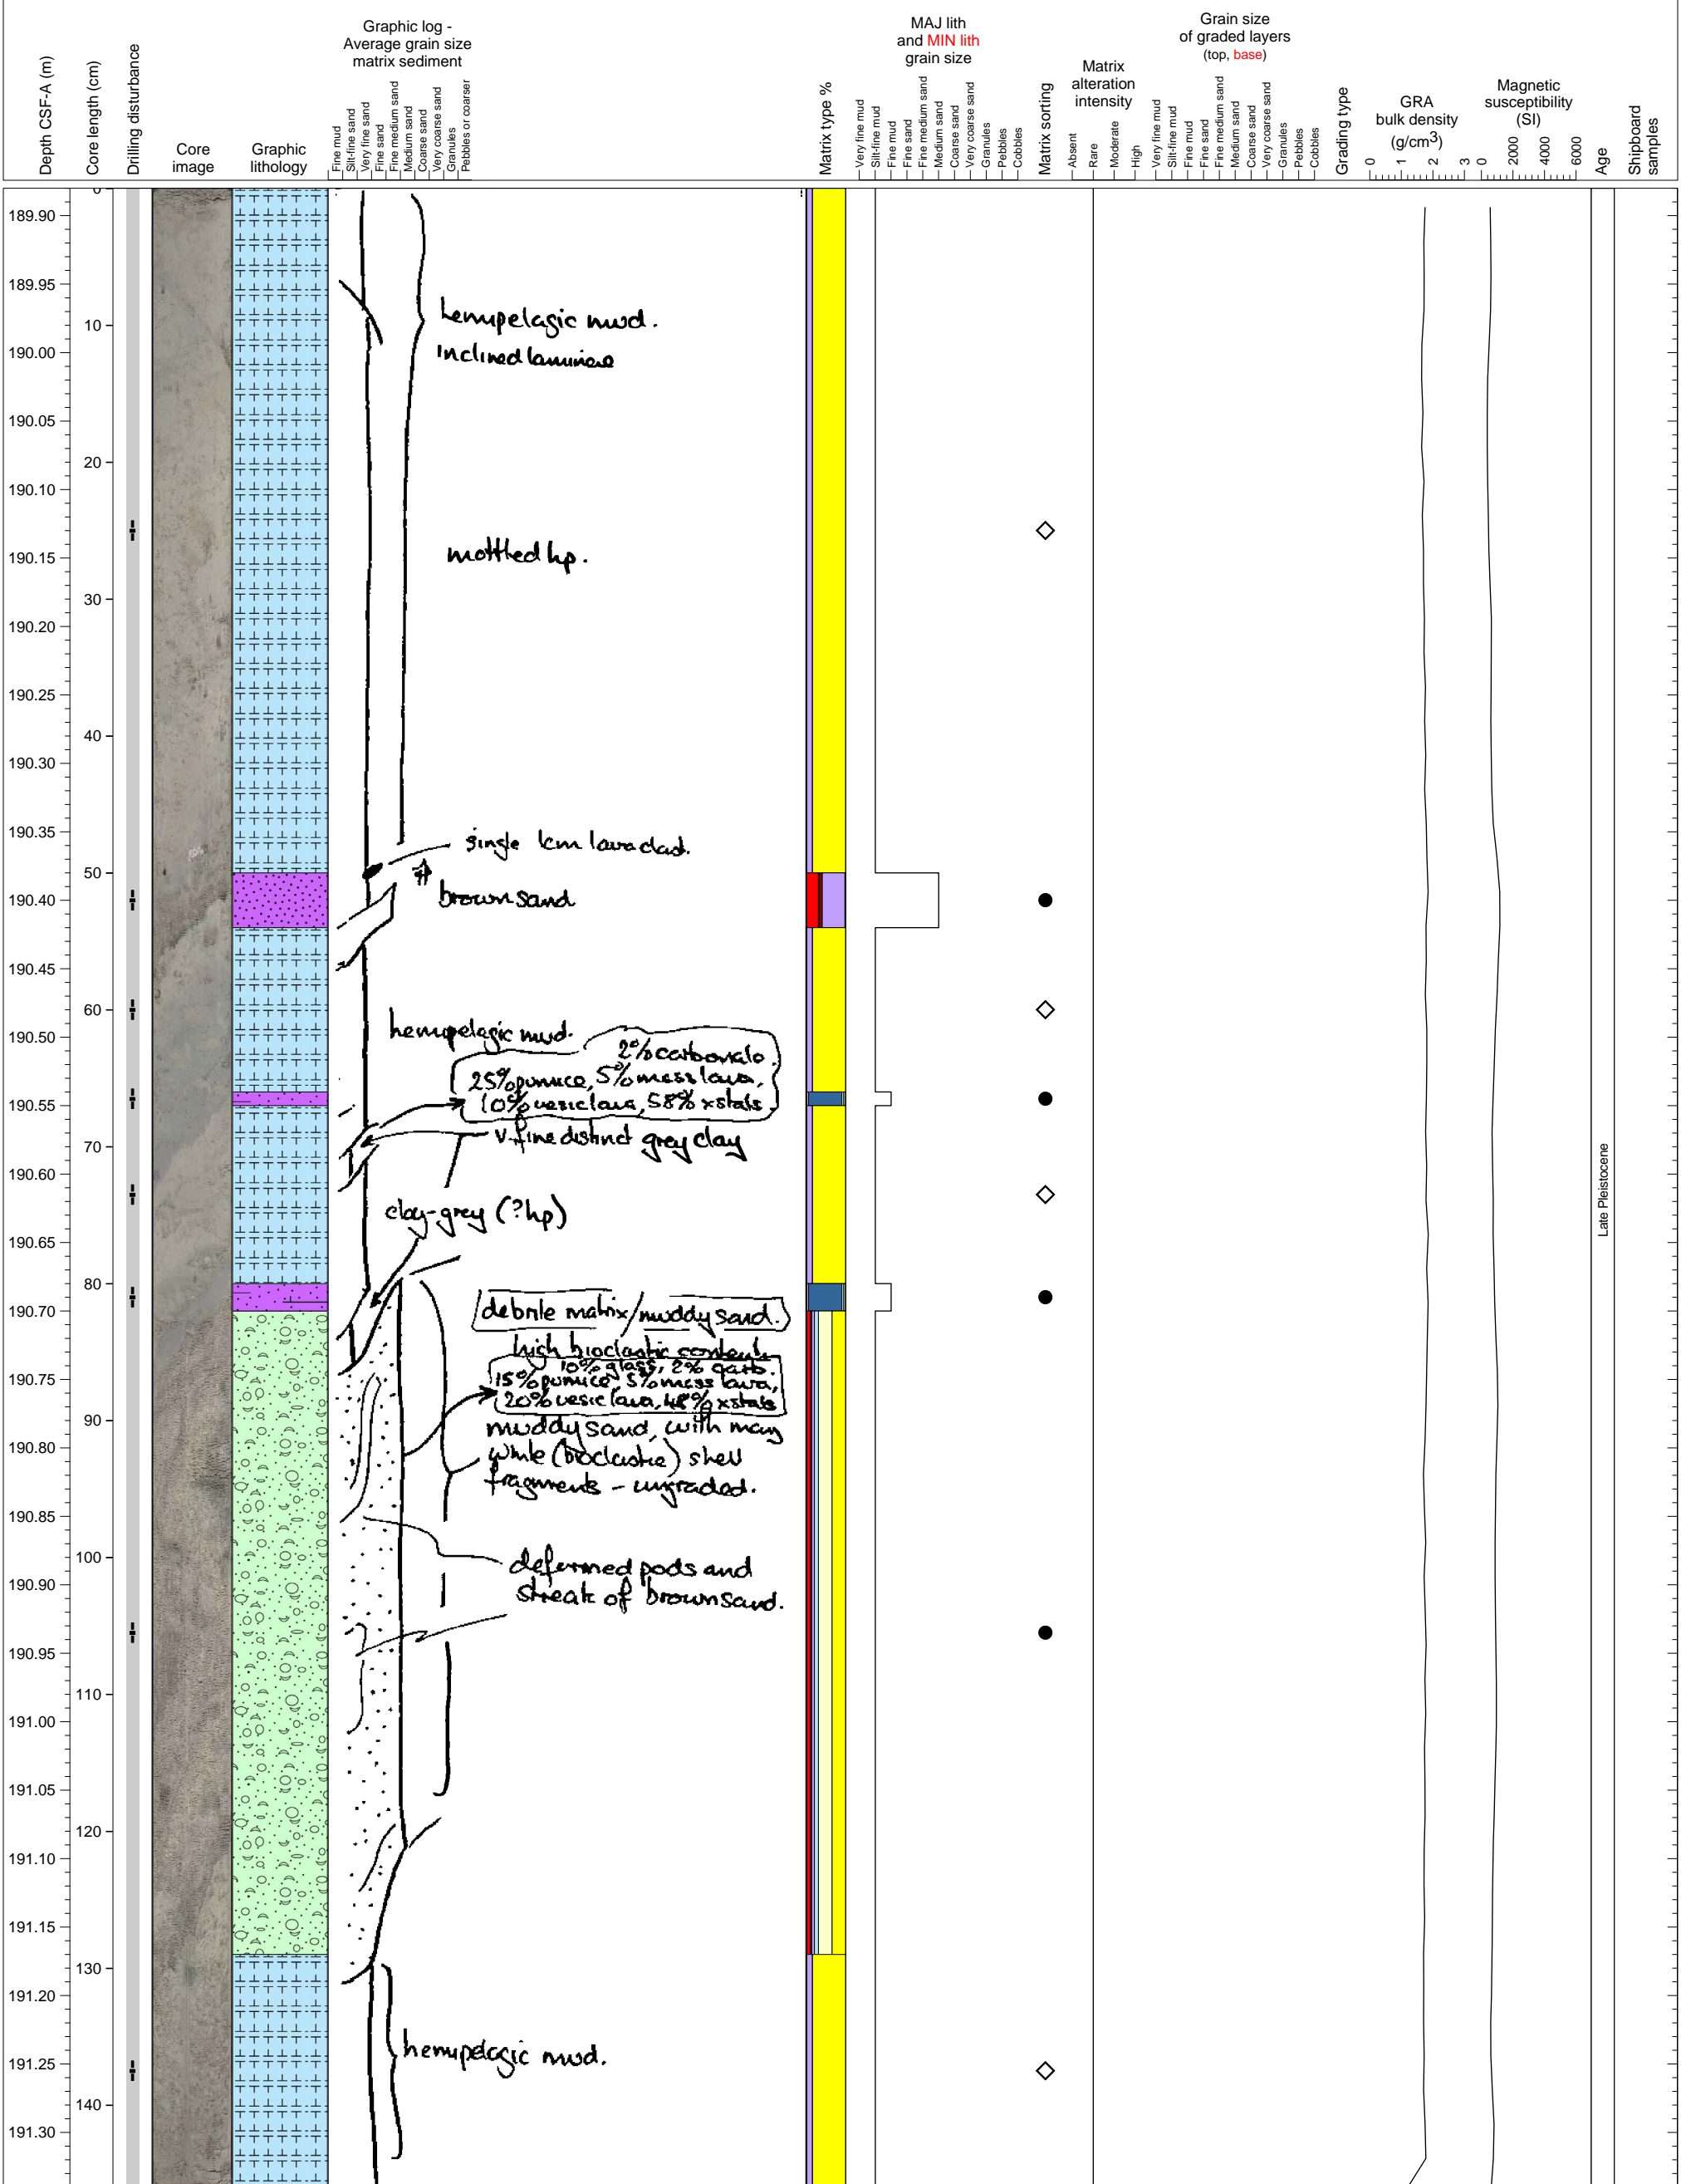 Depth CSF-A (m)
Core length (cm)
Drilling disturbance
Core
image
Graphic
lithology
Graphic log -
Average grain size
matrix sediment
Fine mud
Silt-fine sand
Very fine sand
Fine sand
Fine medium sand
Medium sand
Coarse sand
Very coarse sand
Granules
Pebbles or coarser
Matrix type %
MAJ lith
and MIN lith
grain size
Very fine mud
Silt-fine mud
Fine mud
Fine sand
Fine medium sand
Medium sand
Coarse sand
Very coarse sand
Granules
Pebbles
Cobbles
Matrix sorting
Matrix
alteration
intensity
Absent
Rare
Moderate
High
Grain size
of graded layers
(top, base)
Very fine mud
Silt-fine mud
Fine mud
Fine sand
Fine medium sand
Medium sand
Coarse sand
Very coarse sand
Granules
Pebbles
Cobbles
Grading type
GRA
bulk density
(g/cm3)
0 1 2 3
Magnetic
susceptibility
(SI)
0 2000 4000 6000
Age
Shipboard
samples
0
189.90
189.95
10
190.00
190.05
20
190.10
190.15
30
190.20
190.25
40
190.30
190.35
50
190.40
190.45
60
190.50
190.55
70
190.60
190.65
80
190.70
190.75
90
190.80
190.85
100
190.90
190.95
110
191.00
191.05
120
191.10
191.15
130
191.20
191.25
140
191.30
hemipelagic mud.
Inclined laminae
mottled hp.
single 1cm lava clast.
brown sand
hemipelagic mud.
2% carbonate
25% pumice, 5% mass lava,
10% vesic lava, 58% xstals
v. fine distinct grey clay
clay-grey (?hp)
debrite matrix/muddy sand.
high bioclastic content
10% glass, 2% carb.
15% pumice, 5% mass lava,
20% vesic lava, 48% xstals
muddy sand, with many
white (bioclastic) shell
fragments - ungraded.
deformed pods and
streak of brown sand.
hemipelagic mud.
Late Pleistocene